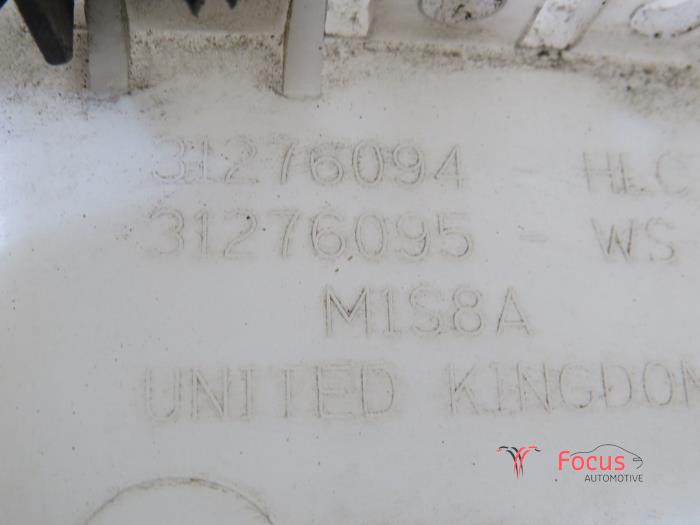 31276094 - HLC
31276095 - WS
M1S8A
UNITED KINGDOM
Focus
AUTOMOTIVE